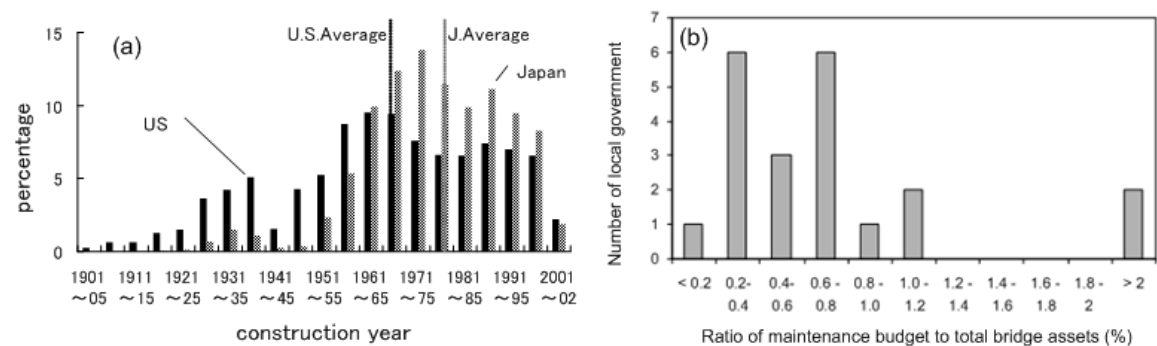 (a)
U.S.Average
J.Average
Japan
US
percentage
15
10
5
0
1901 1911 1921 1931 1941 1951 1961 1971 1981 1991 2001
～05 ～15 ～25 ～35 ～45 ～55 ～65 ～75 ～85 ～95 ～02
construction year
(b)
Number of local government
7
6
5
4
3
2
1
0
< 0.2 0.2- 0.4- 0.6 - 0.8 - 1.0 - 1.2 - 1.4 - 1.6 - 1.8 - > 2
0.4 0.6 0.8 1.0 1.2 1.4 1.6 1.8 2
Ratio of maintenance budget to total bridge assets (%)